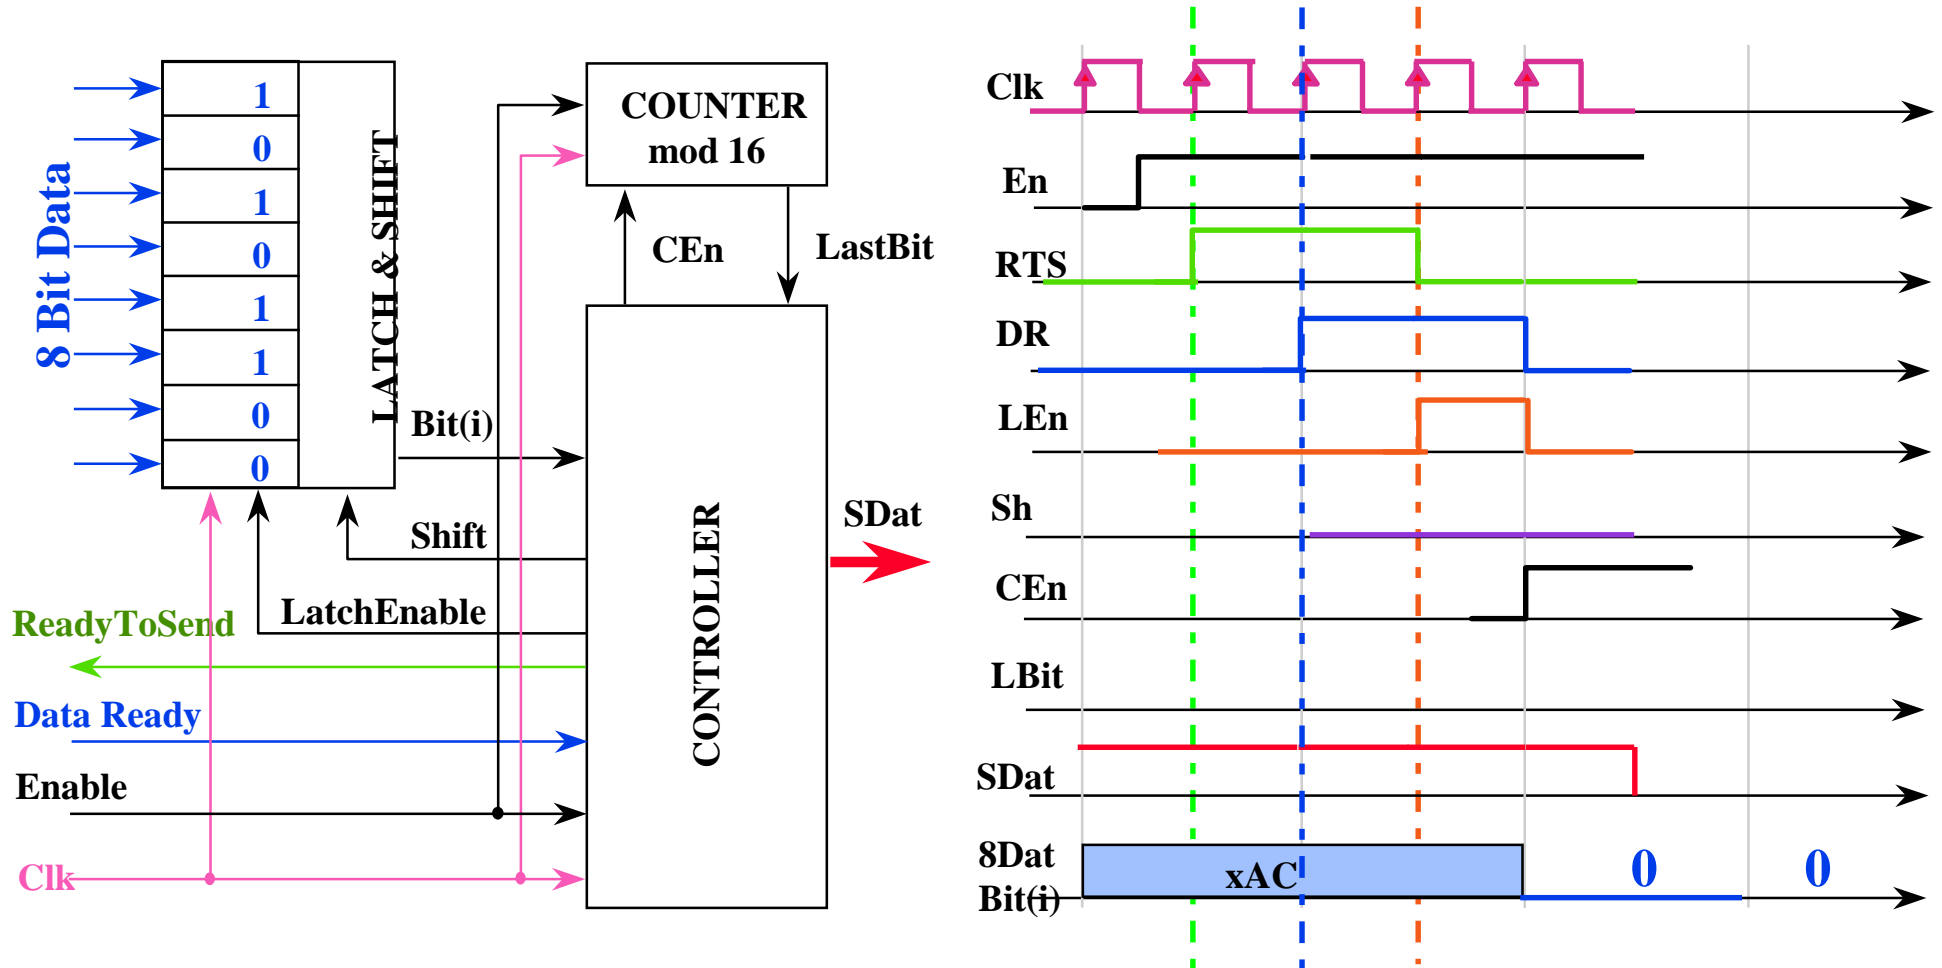 8 Bit Data
1
0
1
0
1
1
0
0
LATCH & SHIFT
COUNTER
mod 16
CEn
LastBit
Bit(i)
Shift
LatchEnable
ReadyToSend
Data Ready
Enable
Clk
CONTROLLER
SDat
Clk
En
RTS
DR
LEn
Sh
CEn
LBit
SDat
8Dat
xAC
0
0
Bit(i)